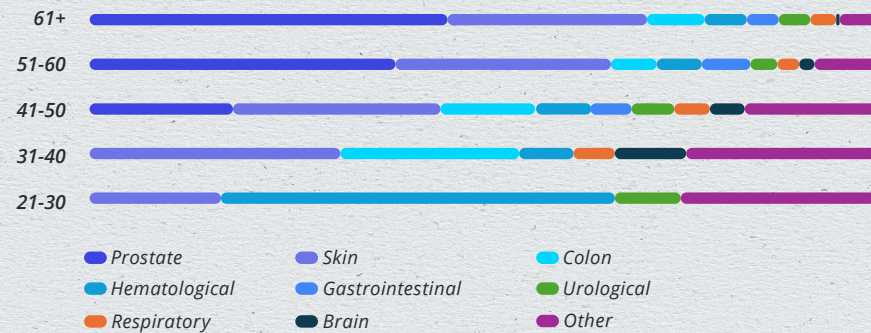 61+
51-60
41-50
31-40
21-30
Prostate Skin Colon
Hematological Gastrointestinal Urological
Respiratory Brain Other